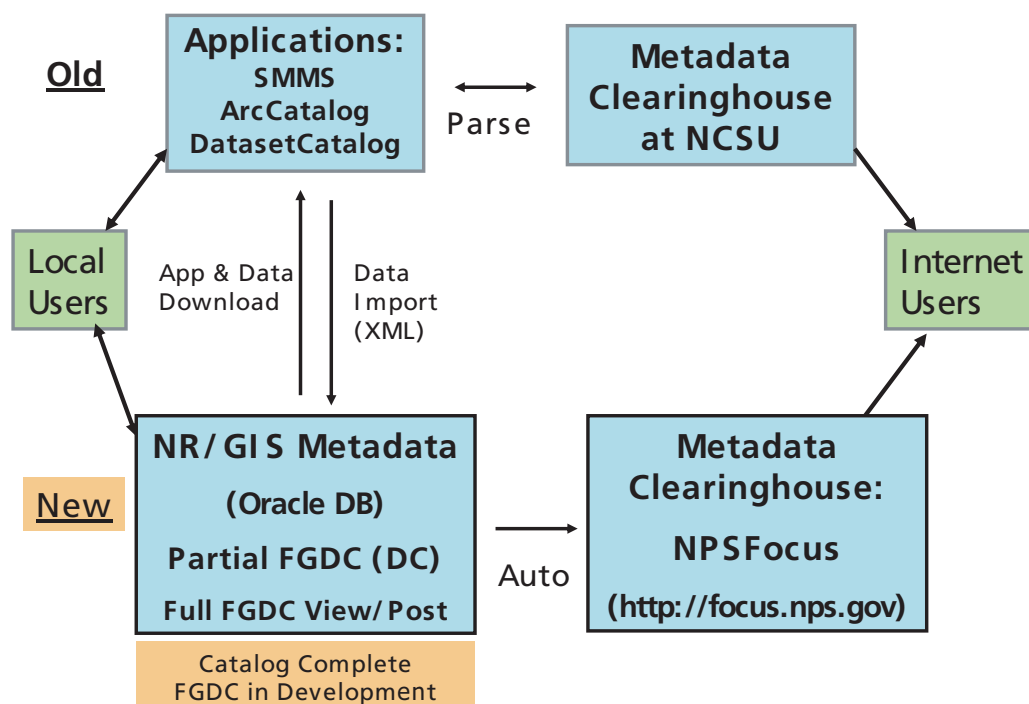 Old
Applications:
SMMS
ArcCatalog
DatasetCatalog
Parse
Metadata
Clearinghouse
at NCSU
Local
Users
App & Data
Download
Data
Import
(XML)
Internet
Users
New
NR/GIS Metadata
(Oracle DB)
Partial FGDC (DC)
Full FGDC View/Post
Auto
Metadata
Clearinghouse:
NPSFocus
(http://focus.nps.gov)
Catalog Complete
FGDC in Development